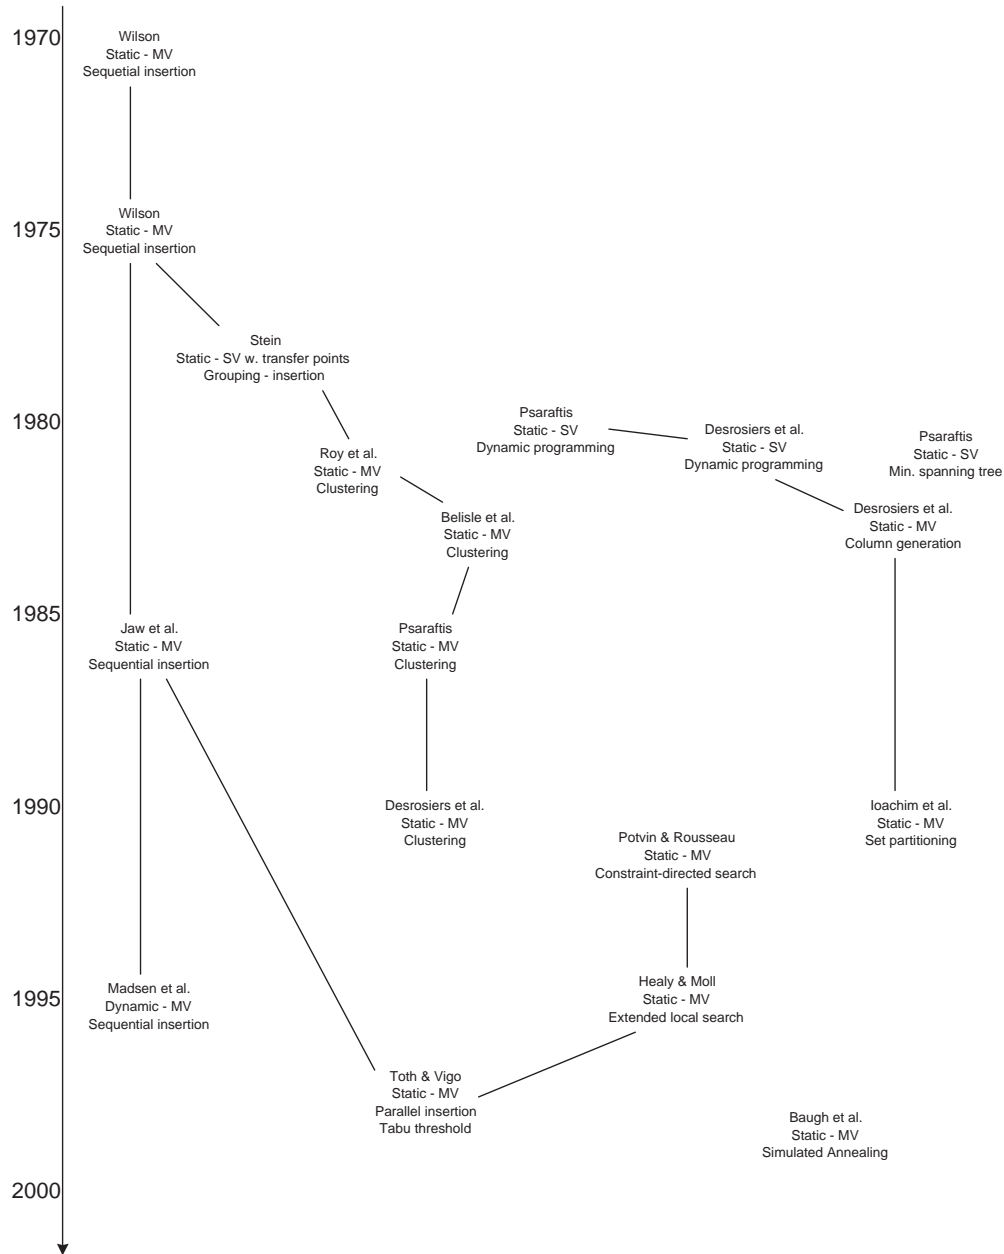 1970
Wilson
Static - MV
Sequetial insertion
1975
Wilson
Static - MV
Sequetial insertion
Stein
Static - SV w. transfer points
Grouping - insertion
1980
Psaraftis
Static - SV
Dynamic programming
Desrosiers et al.
Static - SV
Dynamic programming
Psaraftis
Static - SV
Min. spanning tree
Roy et al.
Static - MV
Clustering
Belisle et al.
Static - MV
Clustering
Desrosiers et al.
Static - MV
Column generation
1985
Jaw et al.
Static - MV
Sequential insertion
Psaraftis
Static - MV
Clustering
1990
Desrosiers et al.
Static - MV
Clustering
Ioachim et al.
Static - MV
Set partitioning
Potvin & Rousseau
Static - MV
Constraint-directed search
1995
Madsen et al.
Dynamic - MV
Sequential insertion
Healy & Moll
Static - MV
Extended local search
Toth & Vigo
Static - MV
Parallel insertion
Tabu threshold
Baugh et al.
Static - MV
Simulated Annealing
2000